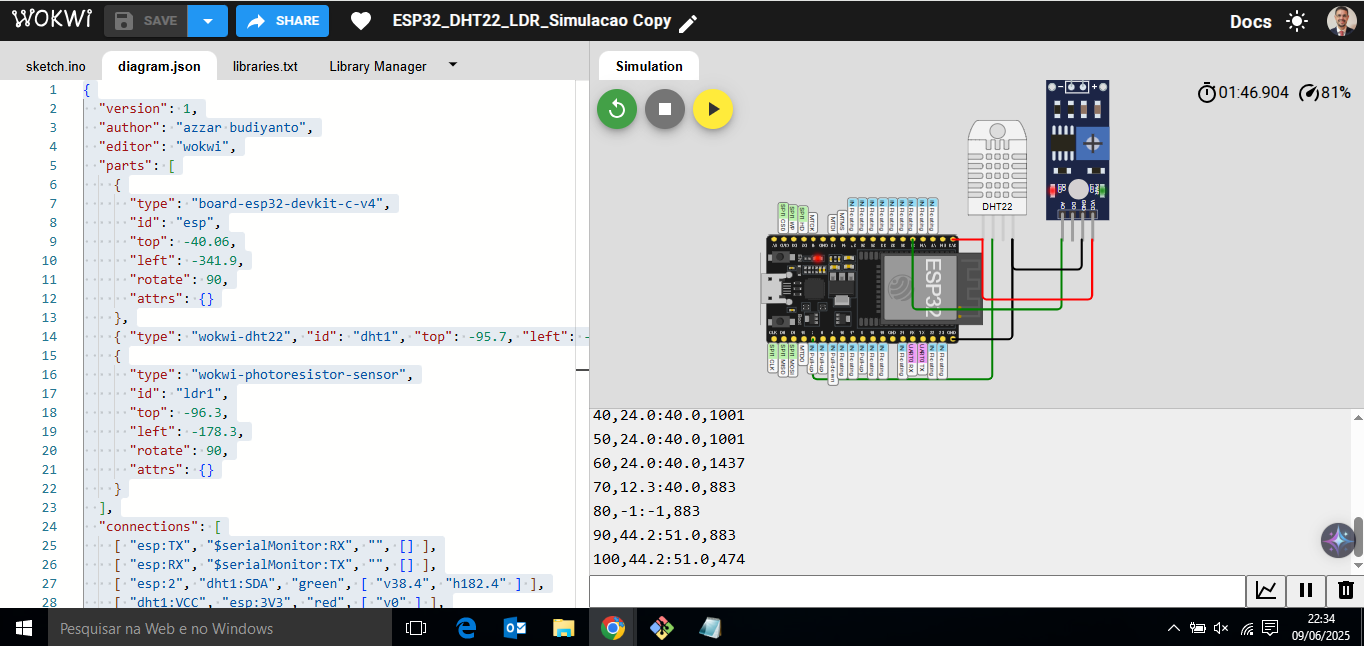 WOKWI SAVE SHARE ESP32_DHT22_LDR_Simulacao Copy Docs
sketch.ino diagram.json libraries.txt Library Manager
Simulation
01:46.904 81%
1 {
2 "version": 1,
3 "author": "azzar budiyanto",
4 "editor": "wokwi",
5 "parts": [
6 {
7 "type": "board-esp32-devkit-c-v4",
8 "id": "esp",
9 "top": -40.06,
10 "left": -341.9,
11 "rotate": 90,
12 "attrs": {}
13 },
14 { "type": "wokwi-dht22", "id": "dht1", "top": -95.7, "left": -
15 {
16 "type": "wokwi-photoresistor-sensor",
17 "id": "ldr1",
18 "top": -96.3,
19 "left": -178.3,
20 "rotate": 90,
21 "attrs": {}
22 }
23 ],
24 "connections": [
25 [ "esp:TX", "$serialMonitor:RX", "", [] ],
26 [ "esp:RX", "$serialMonitor:TX", "", [] ],
27 [ "esp:2", "dht1:SDA", "green", [ "v38.4", "h182.4" ] ],
28 [ "dht1:VCC", "esp:3V3", "red", [ "v0" ] ],
DHT22
ESP32
40,24.0:40.0,1001
50,24.0:40.0,1001
60,24.0:40.0,1437
70,12.3:40.0,883
80,-1:-1,883
90,44.2:51.0,883
100,44.2:51.0,474
Pesquisar na Web e no Windows
22:34
09/06/2025